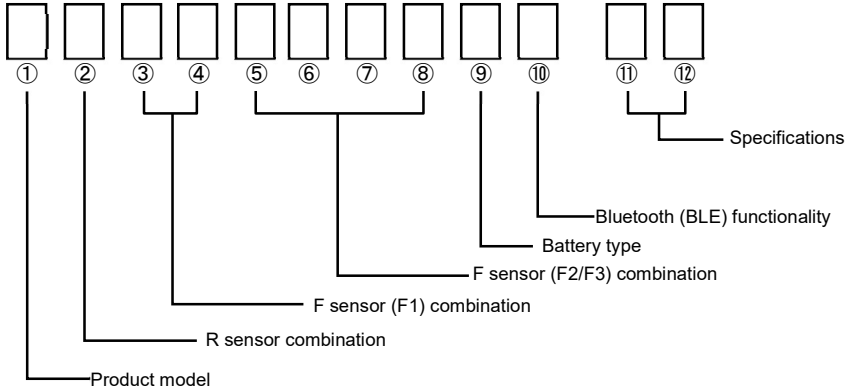 ① ② ③ ④ ⑤ ⑥ ⑦ ⑧ ⑨ ⑩ ⑪ ⑫
Specifications
Bluetooth (BLE) functionality
Battery type
F sensor (F2/F3) combination
F sensor (F1) combination
R sensor combination
Product model